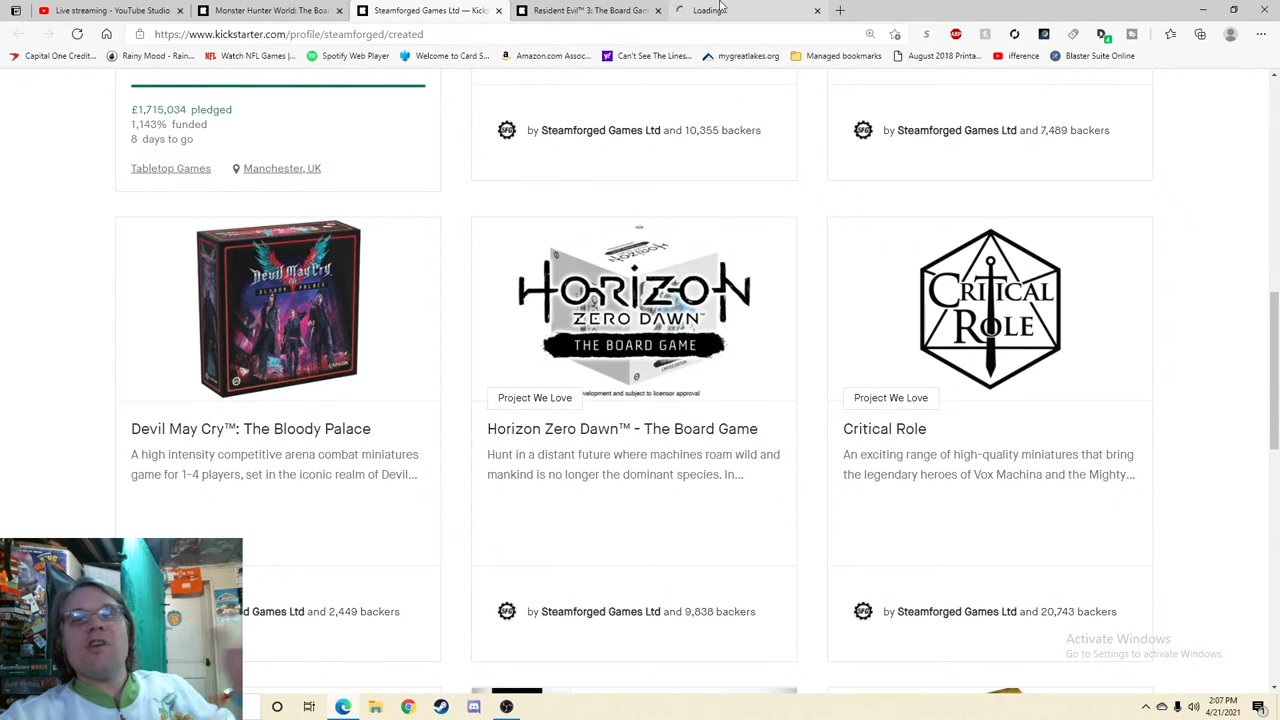 Live streaming - YouTube Studio
Monster Hunter World: The Boa
Steamforged Games Ltd — Kicks
Resident Evil™ 3: The Board Gam
Loading
https://www.kickstarter.com/profile/steamforged/created
Capital One Credit...
Rainy Mood - Rain...
Watch NFL Games |...
Spotify Web Player
Welcome to Card S...
Amazon.com/Assoc...
Can't See The Event...
mygreatlakes.org
Managed bookmarks
August 2018 Printa...
ifference
Blaster Suite Online
£1,715,034 pledged
1,143% funded
8 days to go
Tabletop Games
Manchester, UK
by Steamforged Games Ltd and 10,355 backers
by Steamforged Games Ltd and 7,489 backers
Devil May Cry
BLOODY PALACE
CAPCOM
HORIZON
ZERO DAWN™
THE BOARD GAME
evelopment and subject to licensor approval
CRITICAL
ROLE
Project We Love
Project We Love
Devil May Cry™: The Bloody Palace
A high intensity competitive arena combat miniatures
game for 1-4 players, set in the iconic realm of Devil...
Horizon Zero Dawn™ - The Board Game
Hunt in a distant future where machines roam wild and
mankind is no longer the dominant species. In...
Critical Role
An exciting range of high-quality miniatures that bring
the legendary heroes of Vox Machina and the Mighty...
d Games Ltd and 2,449 backers
by Steamforged Games Ltd and 9,838 backers
by Steamforged Games Ltd and 20,743 backers
Activate Windows
Go to Settings to activate Windows.
2:07 PM
4/21/2021